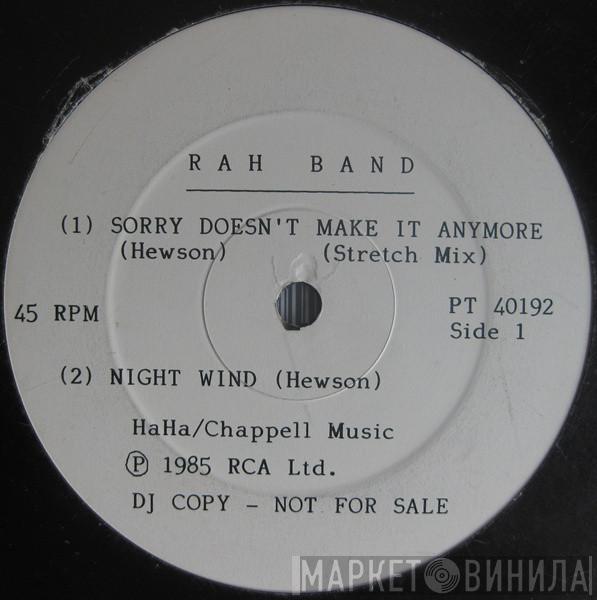 RAH BAND
(1) SORRY DOESN'T MAKE IT ANYMORE
(Hewson) (Stretch Mix)
45 RPM
PT 40192
Side 1
(2) NIGHT WIND (Hewson)
HaHa/Chappell Music
Ⓟ 1985 RCA Ltd.
DJ COPY - NOT FOR SALE
МАРКЕТ ВИНИЛА